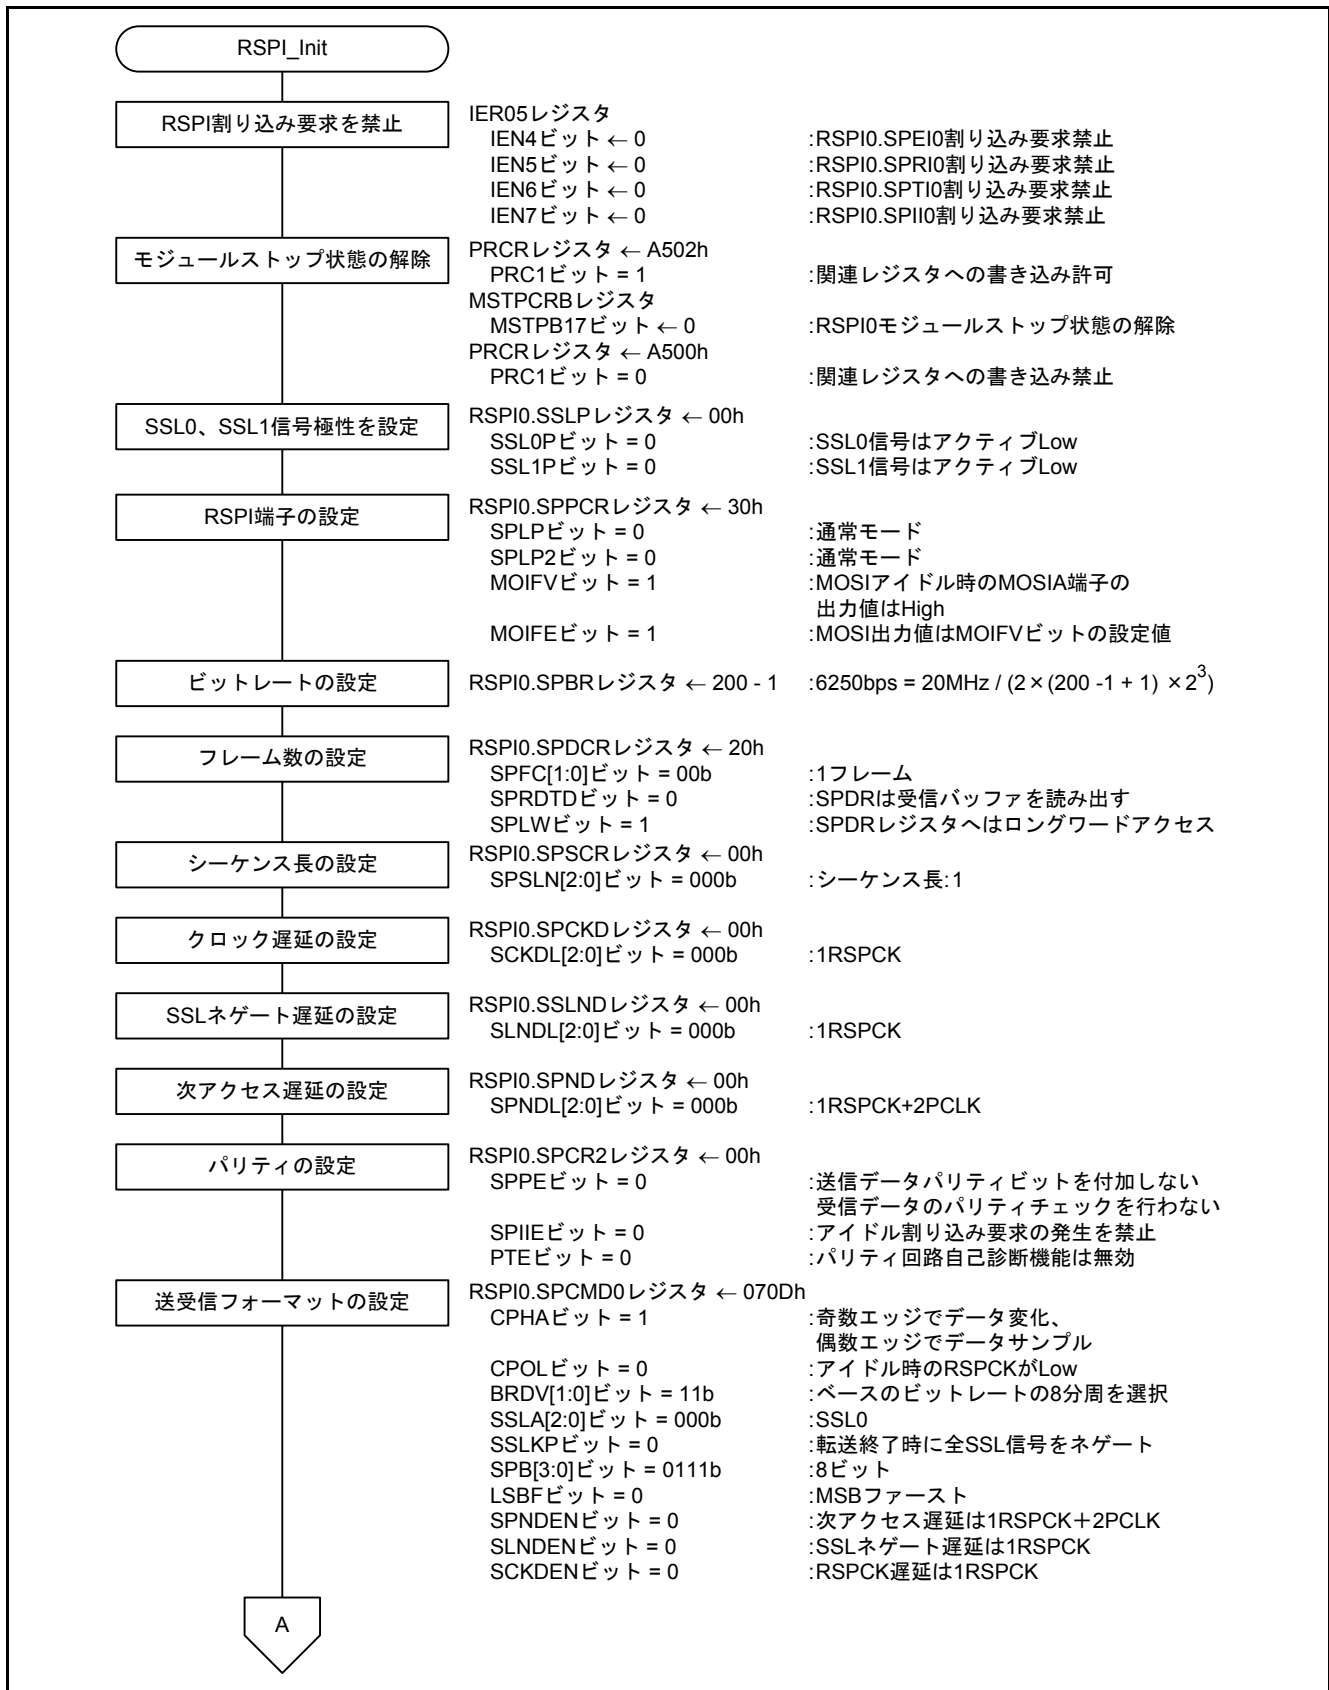 RSPI_Init
RSPI割り込み要求を禁止
IER05レジスタ
IEN4ビット ← 0 :RSPI0.SPEI0割り込み要求禁止
IEN5ビット ← 0 :RSPI0.SPRI0割り込み要求禁止
IEN6ビット ← 0 :RSPI0.SPTI0割り込み要求禁止
IEN7ビット ← 0 :RSPI0.SPII0割り込み要求禁止
モジュールストップ状態の解除
PRCRレジスタ ← A502h
PRC1ビット = 1 :関連レジスタへの書き込み許可
MSTPCRBレジスタ
MSTPB17ビット ← 0 :RSPI0モジュールストップ状態の解除
PRCRレジスタ ← A500h
PRC1ビット = 0 :関連レジスタへの書き込み禁止
SSL0、SSL1信号極性を設定
RSPI0.SSLPレジスタ ← 00h
SSL0Pビット = 0 :SSL0信号はアクティブLow
SSL1Pビット = 0 :SSL1信号はアクティブLow
RSPI端子の設定
RSPI0.SPPCRレジスタ ← 30h
SPLPビット = 0 :通常モード
SPLP2ビット = 0 :通常モード
MOIFVビット = 1 :MOSIアイドル時のMOSIA端子の
出力値はHigh
MOIFEビット = 1 :MOSI出力値はMOIFVビットの設定値
ビットレートの設定
RSPI0.SPBRレジスタ ← 200 - 1 :6250bps = 20MHz / (2×(200 -1 + 1) ×2³)
フレーム数の設定
RSPI0.SPDCRレジスタ ← 20h
SPFC[1:0]ビット = 00b :1フレーム
SPRDTDビット = 0 :SPDRは受信バッファを読み出す
SPLWビット = 1 :SPDRレジスタへはロングワードアクセス
シーケンス長の設定
RSPI0.SPSCRレジスタ ← 00h
SPSLN[2:0]ビット = 000b :シーケンス長:1
クロック遅延の設定
RSPI0.SPCKDレジスタ ← 00h
SCKDL[2:0]ビット = 000b :1RSPCK
SSLネゲート遅延の設定
RSPI0.SSLNDレジスタ ← 00h
SLNDL[2:0]ビット = 000b :1RSPCK
次アクセス遅延の設定
RSPI0.SPNDレジスタ ← 00h
SPNDL[2:0]ビット = 000b :1RSPCK+2PCLK
パリティの設定
RSPI0.SPCR2レジスタ ← 00h
SPPEビット = 0 :送信データパリティビットを付加しない
受信データのパリティチェックを行わない
SPIIEビット = 0 :アイドル割り込み要求の発生を禁止
PTEビット = 0 :パリティ回路自己診断機能は無効
送受信フォーマットの設定
RSPI0.SPCMD0レジスタ ← 070Dh
CPHAビット = 1 :奇数エッジでデータ変化、
偶数エッジでデータサンプル
CPOLビット = 0 :アイドル時のRSPCKがLow
BRDV[1:0]ビット = 11b :ベースのビットレートの8分周を選択
SSLA[2:0]ビット = 000b :SSL0
SSLKPビット = 0 :転送終了時に全SSL信号をネゲート
SPB[3:0]ビット = 0111b :8ビット
LSBFビット = 0 :MSBファースト
SPNDENビット = 0 :次アクセス遅延は1RSPCK＋2PCLK
SLNDENビット = 0 :SSLネゲート遅延は1RSPCK
SCKDENビット = 0 :RSPCK遅延は1RSPCK
A